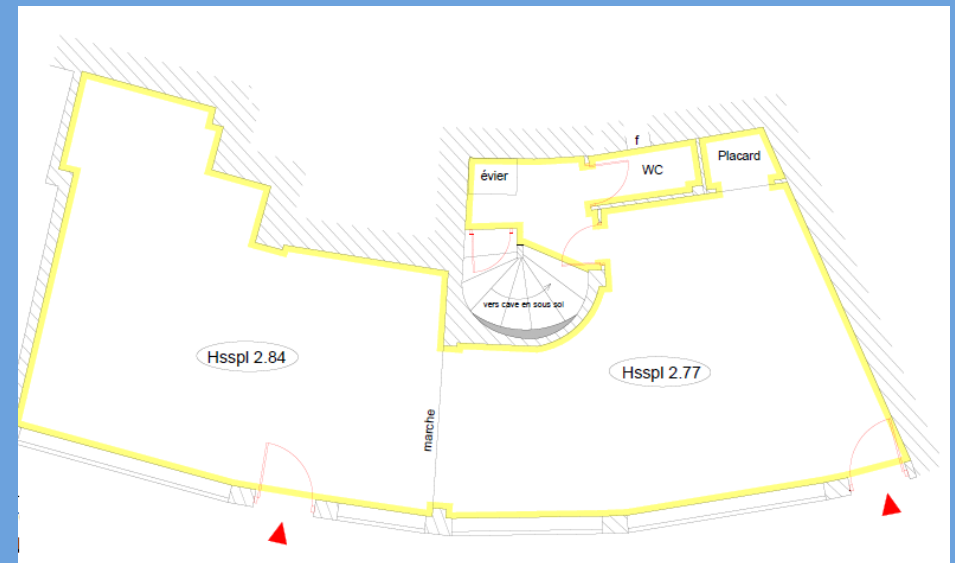 f
WC
Placard
évier
vers cave en sous sol
Hsspl 2.84
Hsspl 2.77
marche